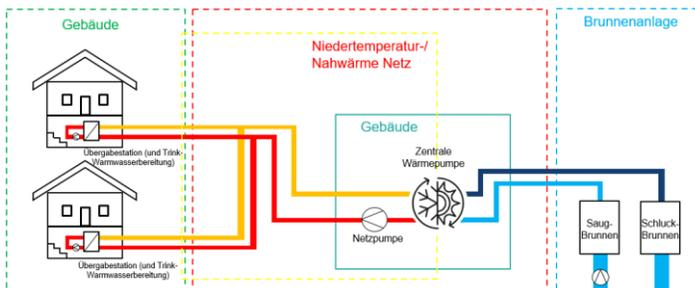 Gebäude
Niedertemperatur-/
Nahwärme Netz
Brunnenanlage
Gebäude
Zentrale
Wärmepumpe
Netzpumpe
Übergabestation (und Trink-
Warmwasserbereitung)
Übergabestation (und Trink-
Warmwasserbereitung)
Saug-
Brunnen
Schluck-
Brunnen